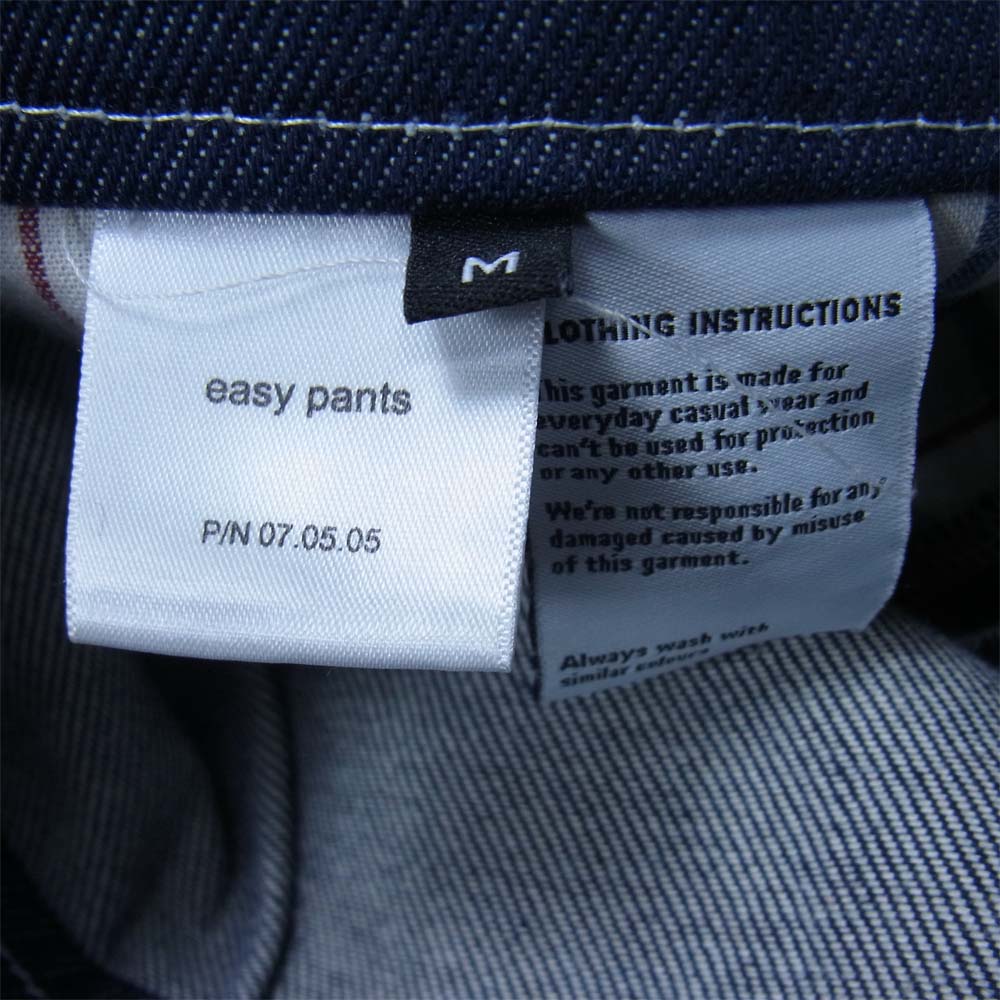 M
easy pants
P/N 07.05.05
LOTHING INSTRUCTIONS
his garment is made for
everyday casual wear and
can't be used for protection
or any other use.
We're not responsible for any
damaged caused by misuse
of this garment.
Always wash with
similar colours